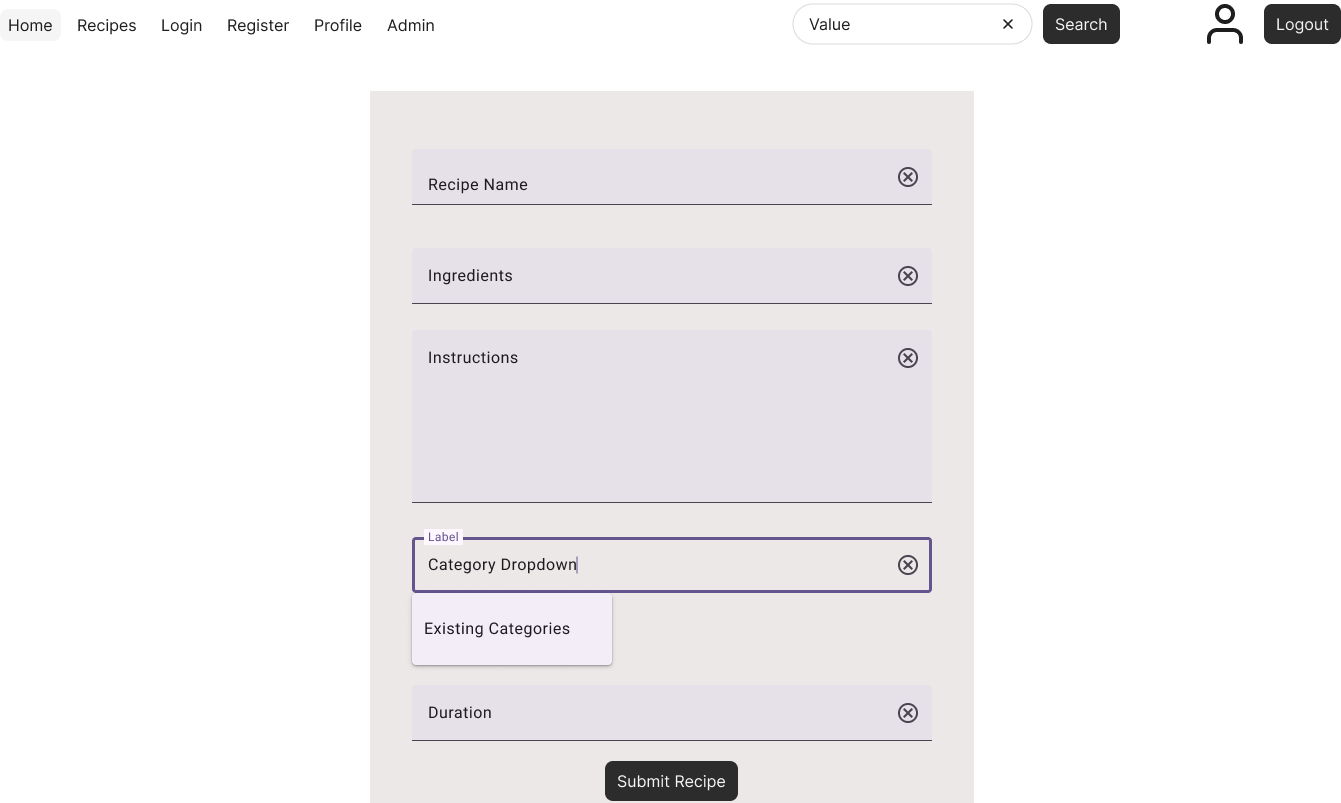 Home Recipes Login Register Profile Admin Value Search Logout
Recipe Name
Ingredients
Instructions
Label
Category Dropdown
Existing Categories
Duration
Submit Recipe